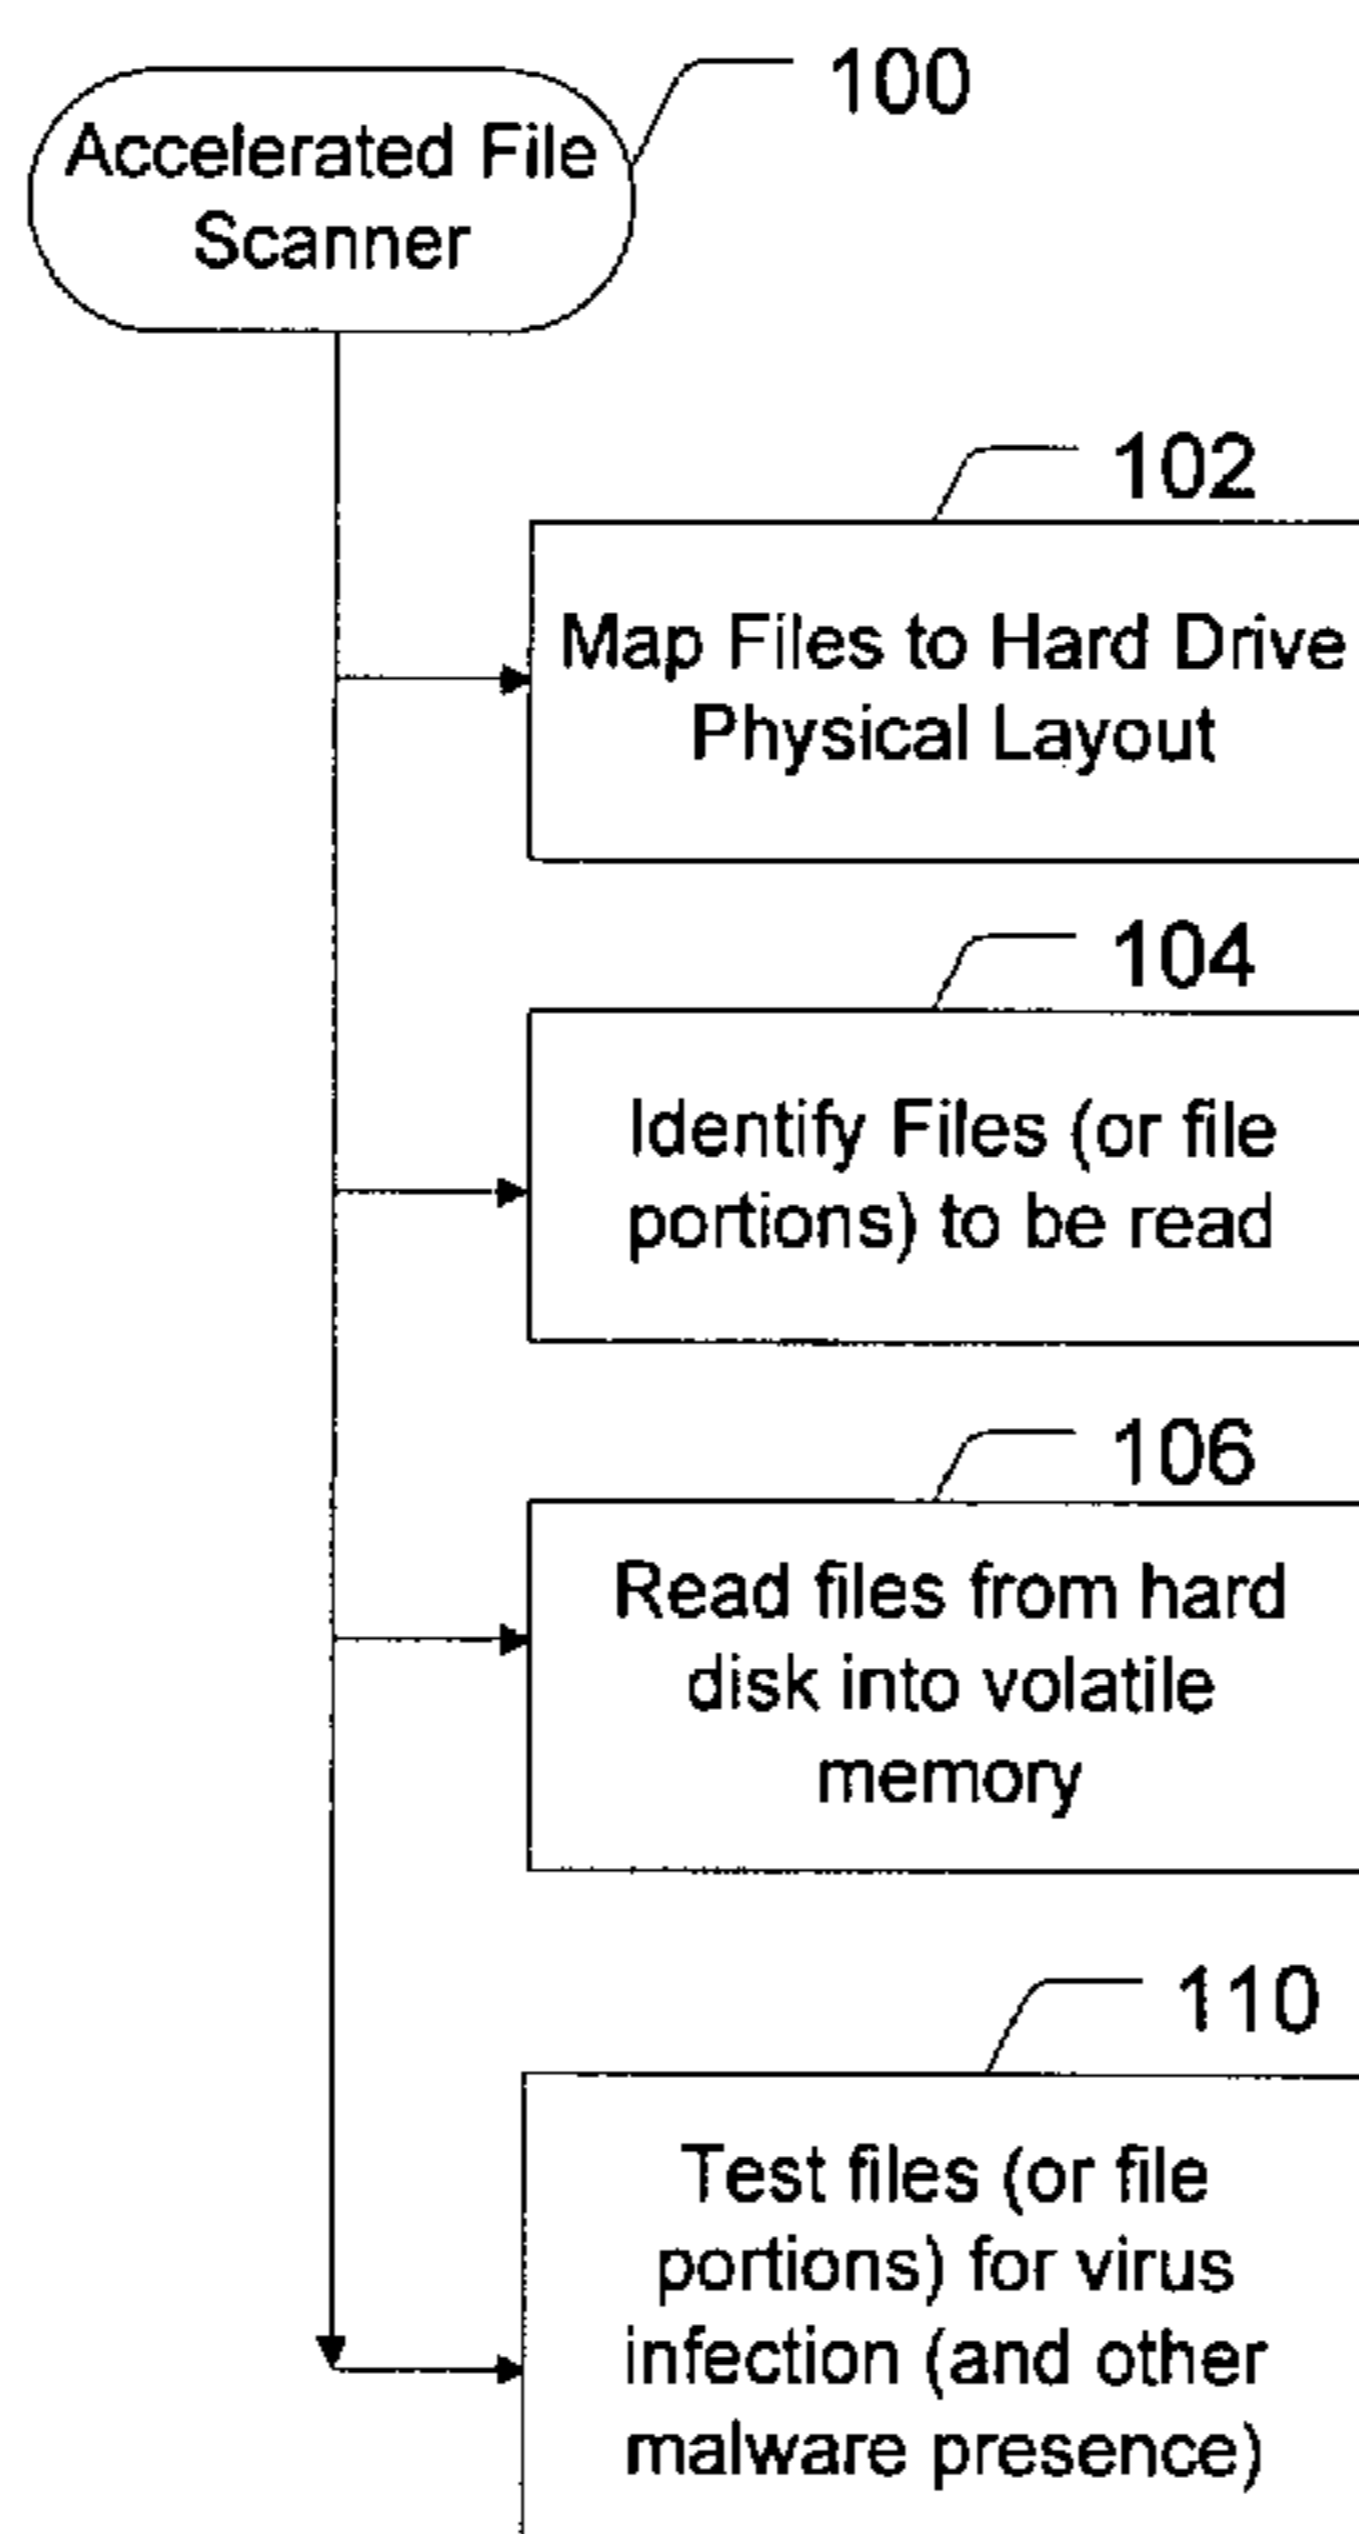 100
Accelerated File
Scanner
102
Map Files to Hard Drive
Physical Layout
104
Identify Files (or file
portions) to be read
106
Read files from hard
disk into volatile
memory
110
Test files (or file
portions) for virus
infection (and other
malware presence)